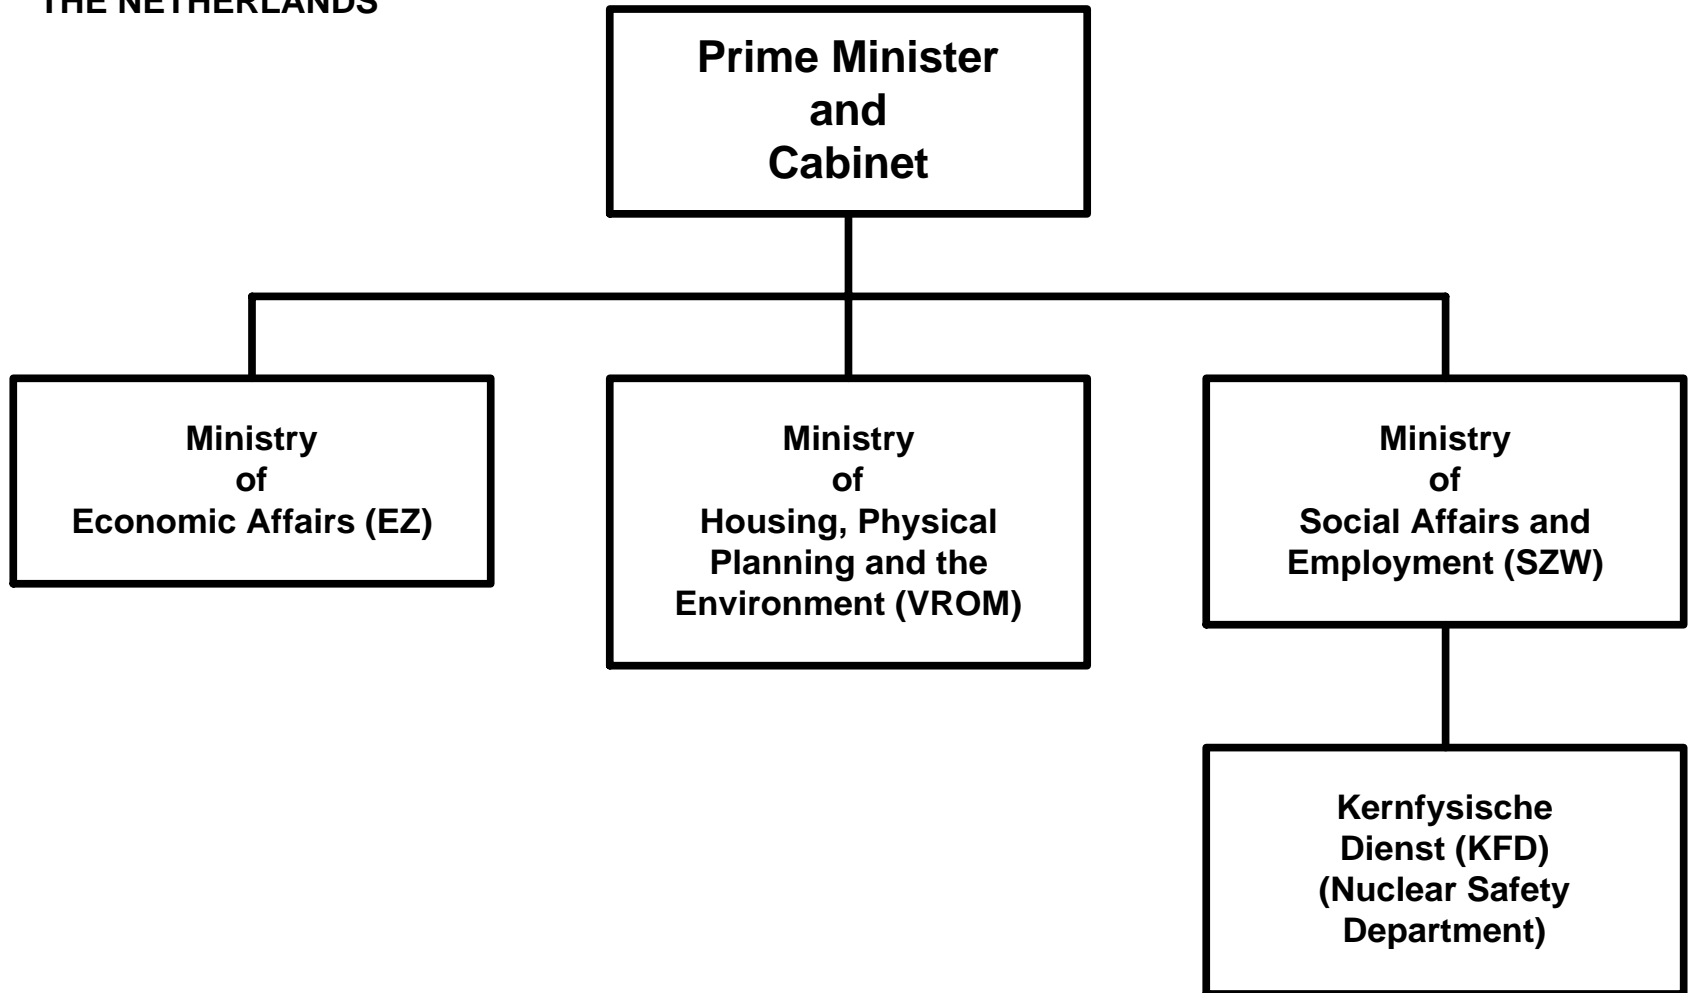 THE NETHERLANDS
Prime Minister
and
Cabinet
Ministry
of
Economic Affairs (EZ)
Ministry
of
Housing, Physical
Planning and the
Environment (VROM)
Ministry
of
Social Affairs and
Employment (SZW)
Kernfysische
Dienst (KFD)
(Nuclear Safety
Department)